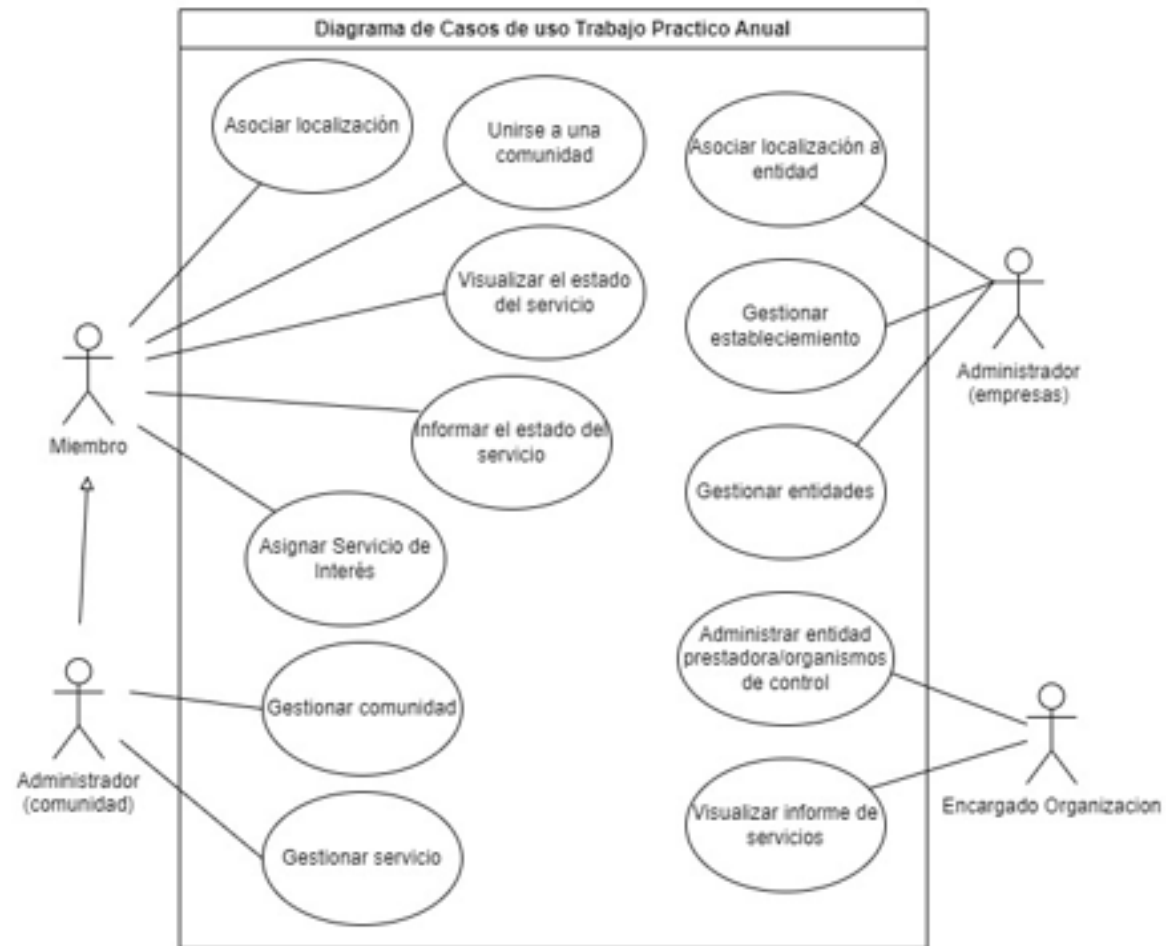 Diagrama de Casos de uso Trabajo Practico Anual
Asociar localización
Unirse a una
comunidad
Asociar localización a
entidad
Visualizar el estado
del servicio
Gestionar
estableciemiento
Administrador
(empresas)
Miembro
Informar el estado del
servicio
Gestionar entidades
Asignar Servicio de
Interés
Administrar entidad
prestadora/organismos
de control
Gestionar comunidad
Administrador
(comunidad)
Encargado Organizacion
Visualizar informe de
servicios
Gestionar servicio